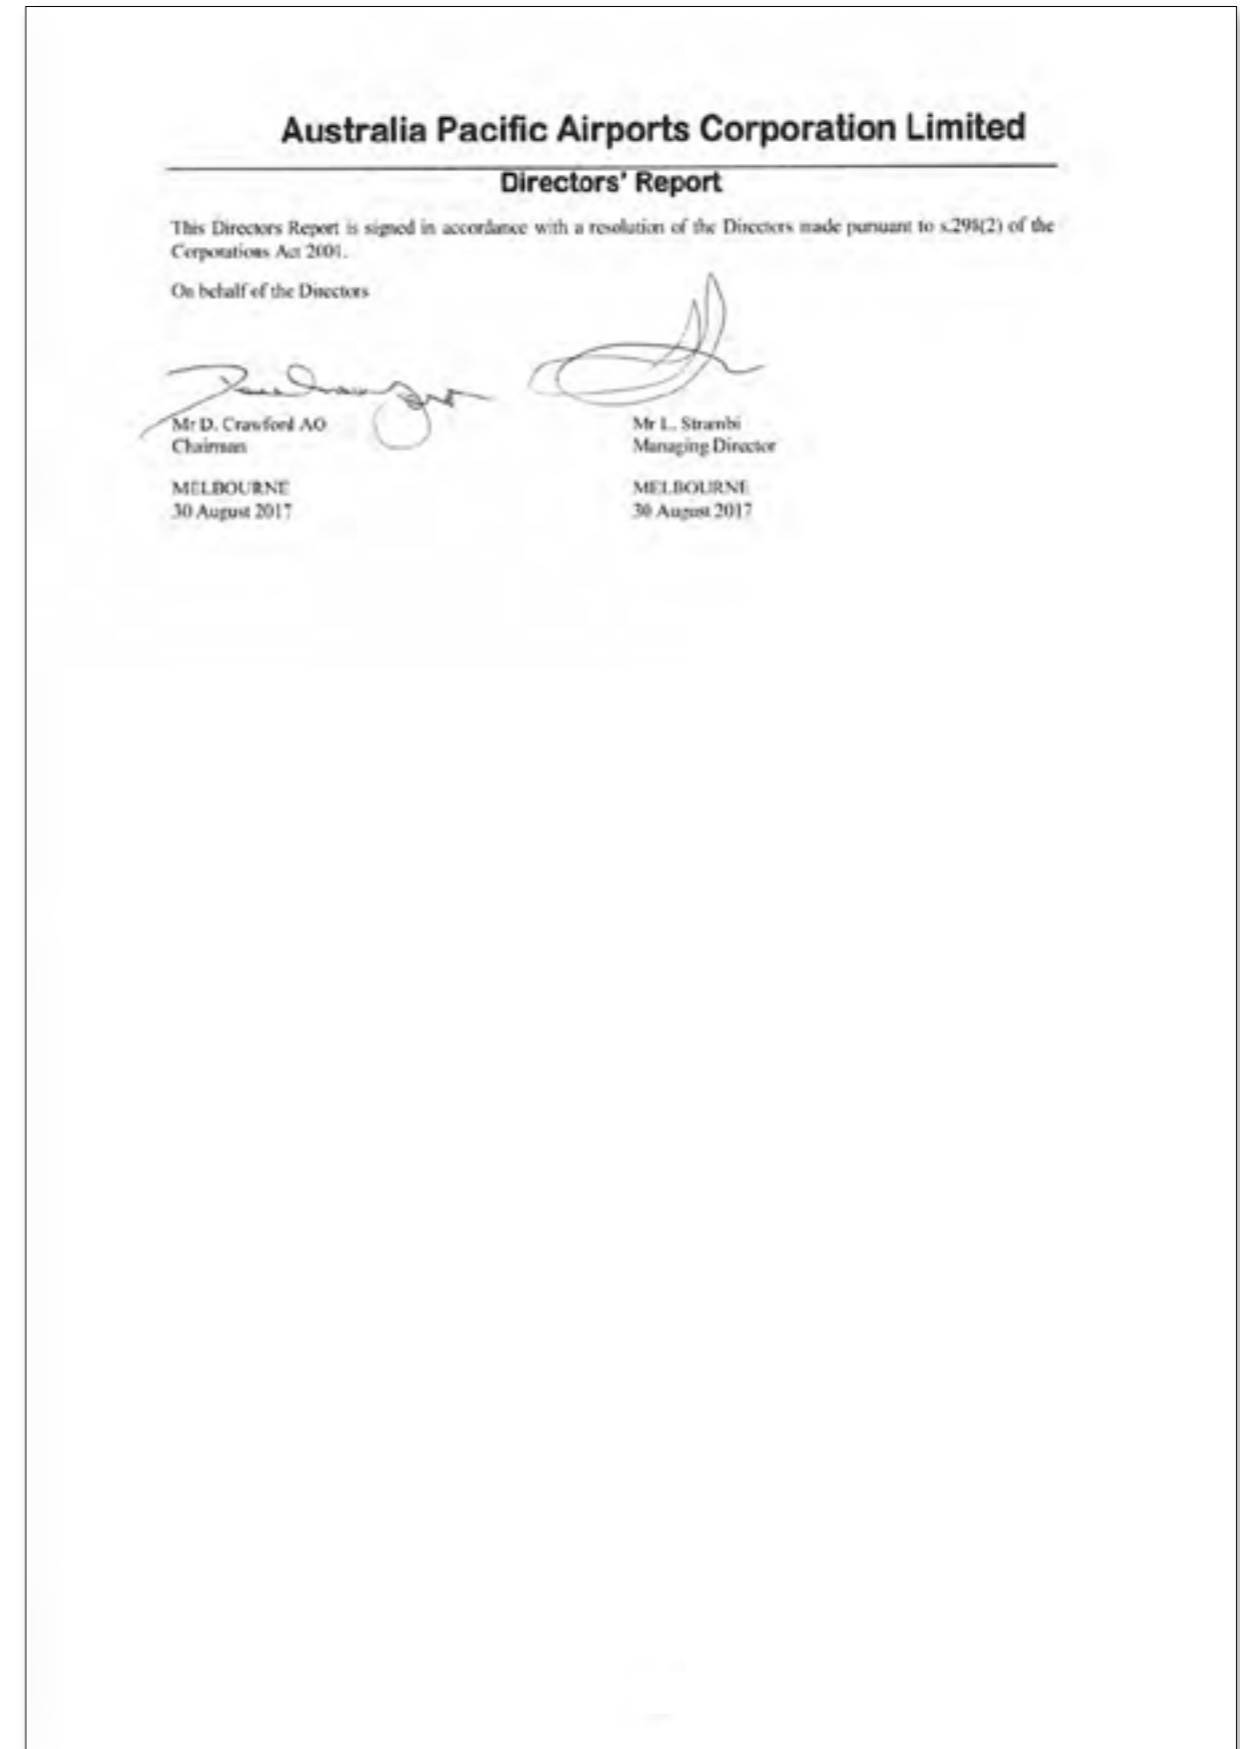 Australia Pacific Airports Corporation Limited
Directors' Report
This Directors Report is signed in accordance with a resolution of the Directors made pursuant to s.298(2) of the
Corporations Act 2001.
On behalf of the Directors
Mr D. Crawford AO
Chairman
MELBOURNE
30 August 2017
Mr L. Strambi
Managing Director
MELBOURNE
30 August 2017